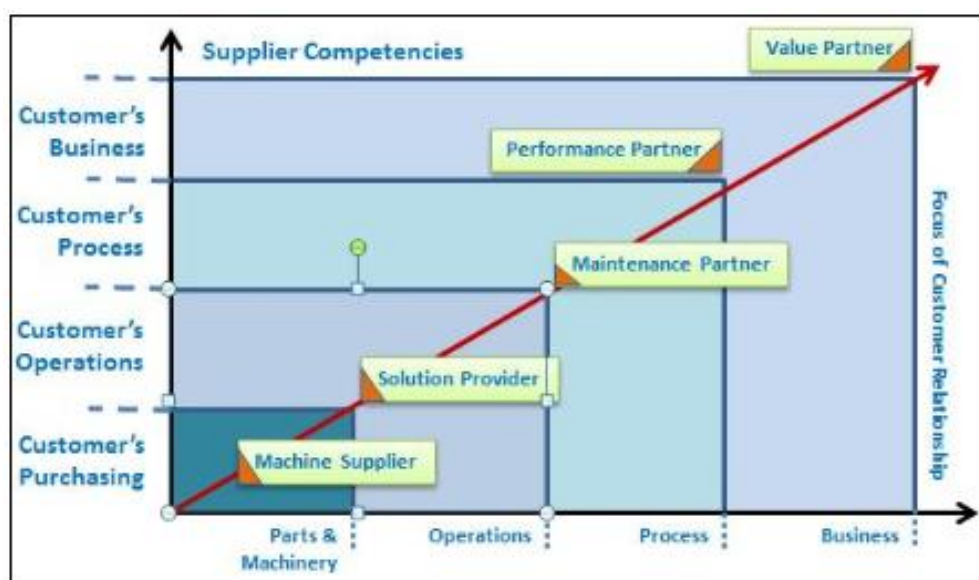 Supplier Competencies
Value Partner
Customer's
Business
Performance Partner
Customer's
Process
Maintenance Partner
Customer's
Operations
Solution Provider
Customer's
Purchasing
Machine Supplier
Focus of Customer Relationship
Parts &
Machinery
Operations
Process
Business